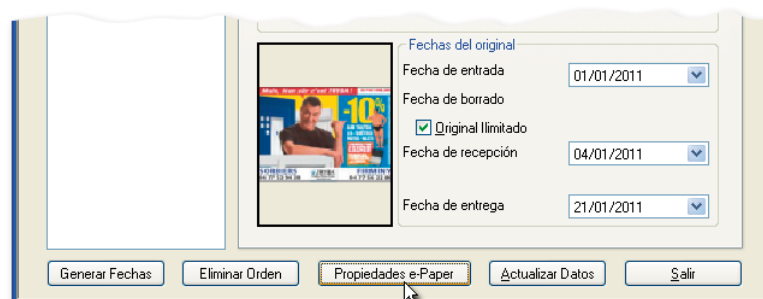 Fechas del original
Fecha de entrada
01/01/2011
Fecha de borrado
Original Ilimitado
Fecha de recepción
04/01/2011
Fecha de entrega
21/01/2011
-10%
Generar Fechas
Eliminar Orden
Propiedades e-Paper
Actualizar Datos
Salir